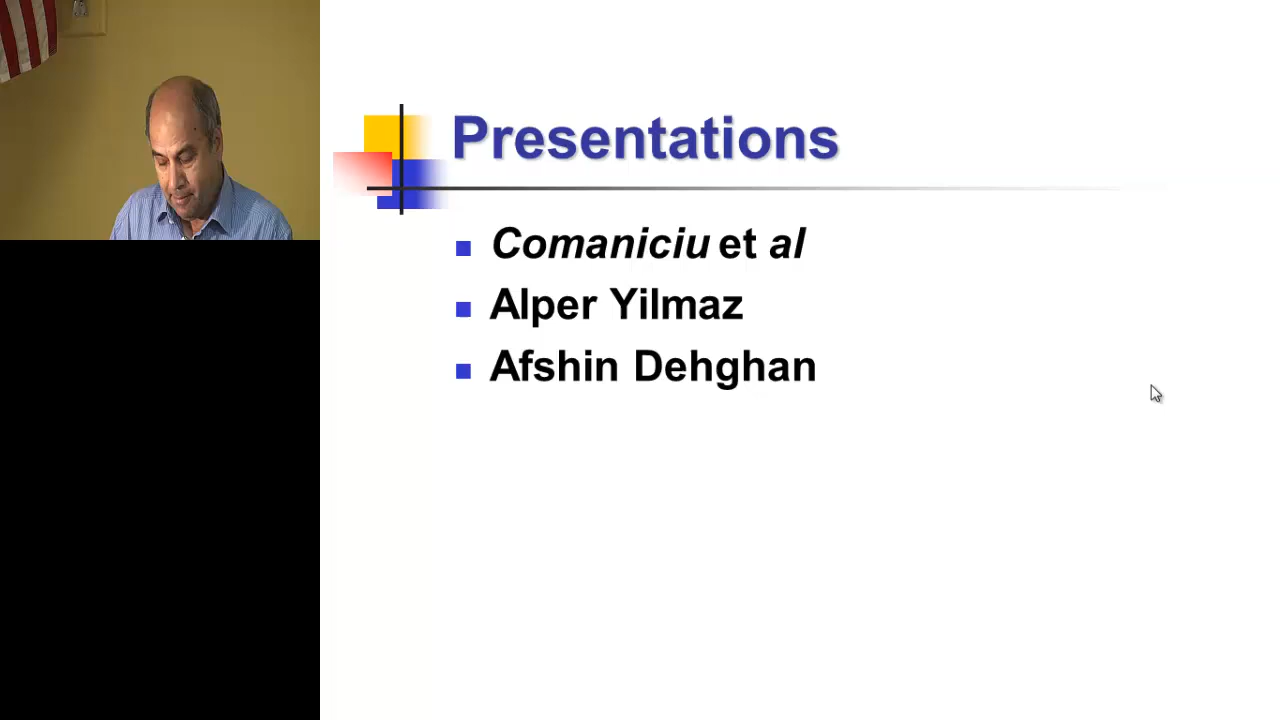 Presentations
Comaniciu et al
Alper Yilmaz
Afshin Dehghan